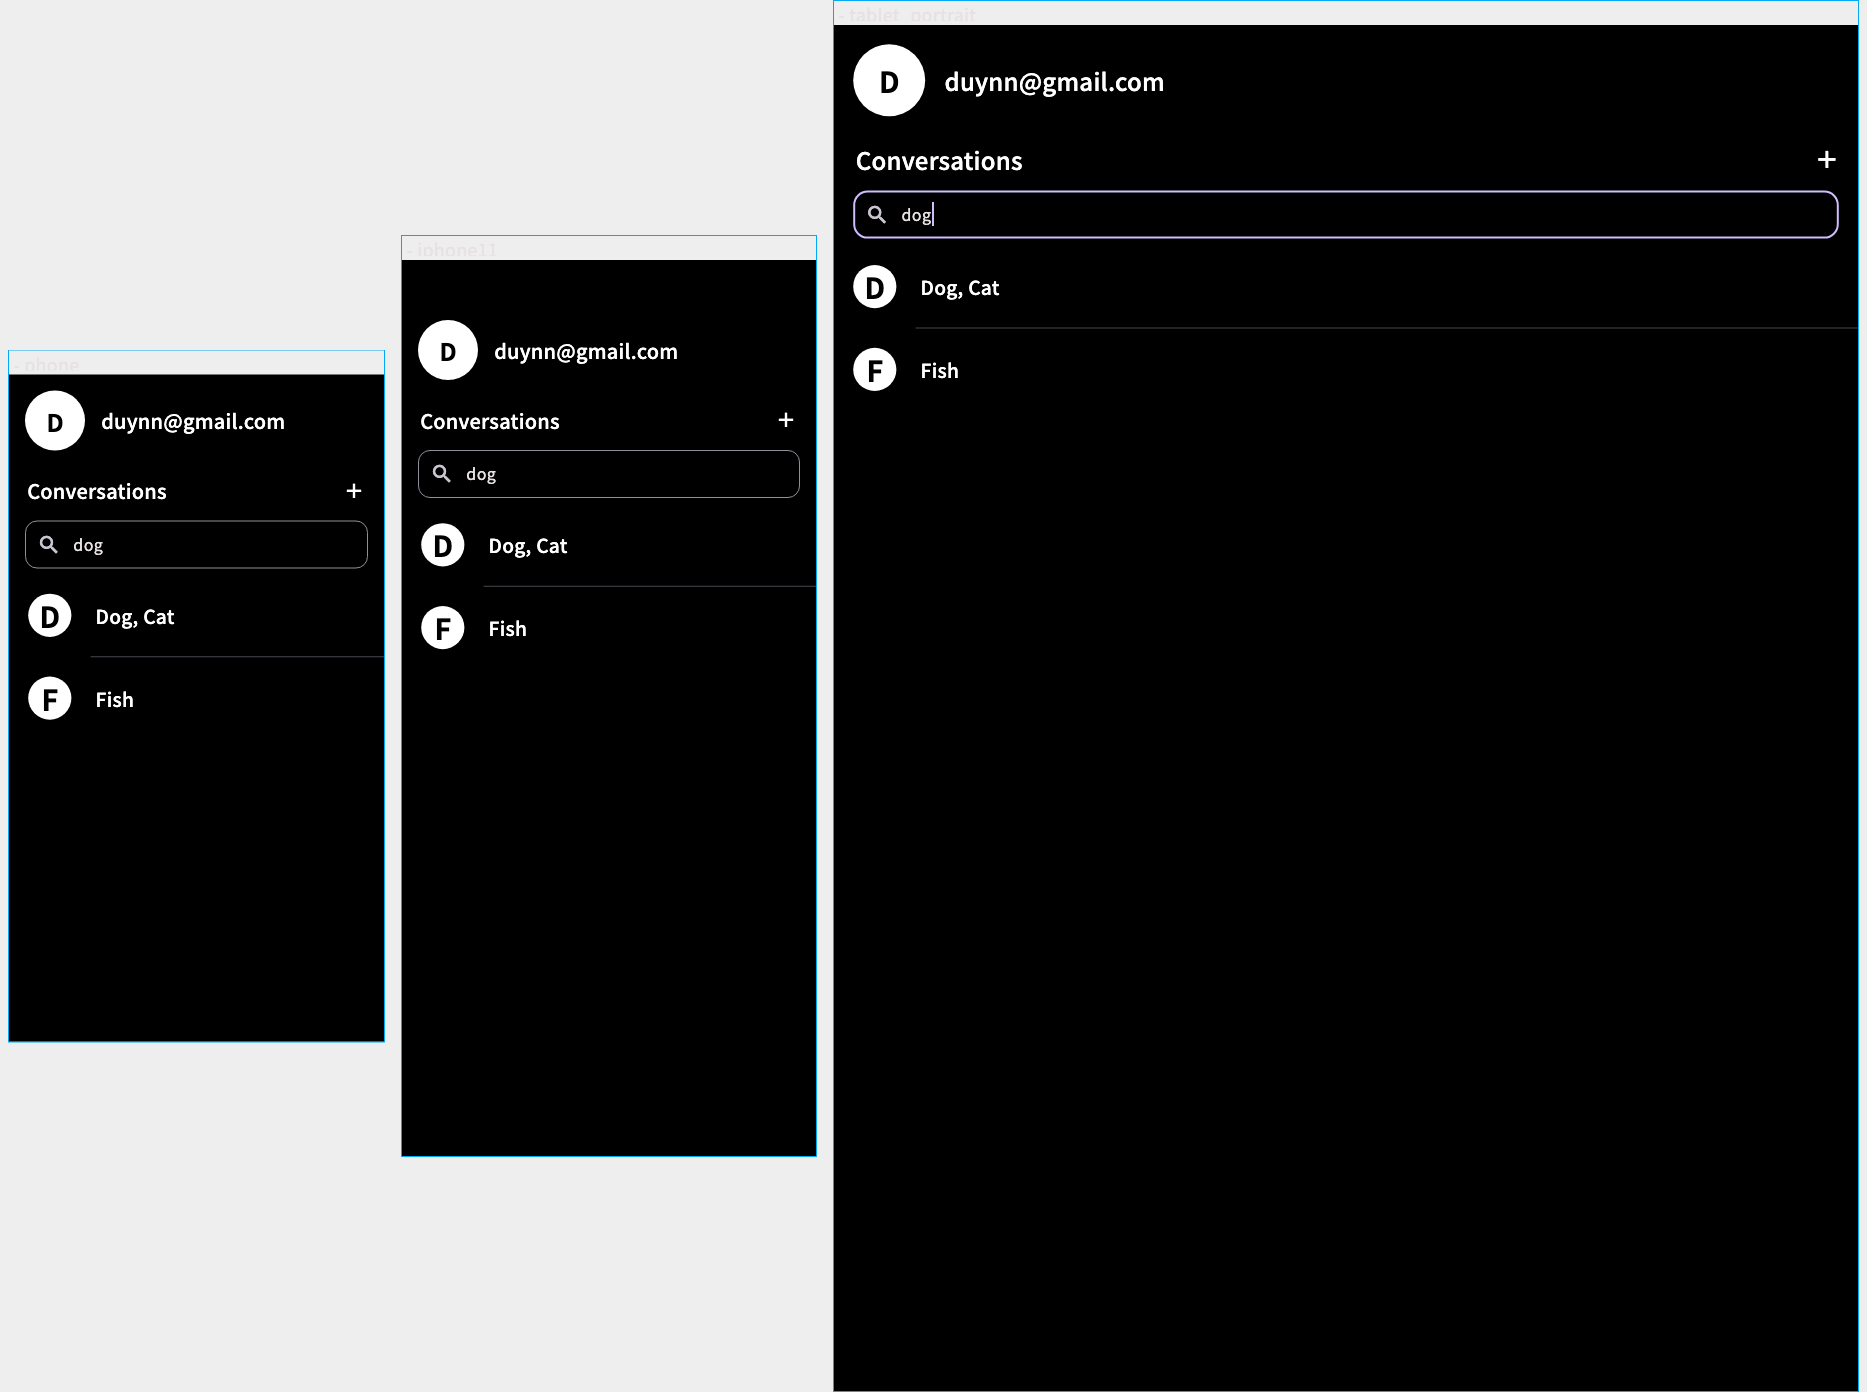 - phone
D
duynn@gmail.com
Conversations
+
dog
D
Dog, Cat
F
Fish
- iphone11
D
duynn@gmail.com
Conversations
+
dog
D
Dog, Cat
F
Fish
- tablet_portrait
D
duynn@gmail.com
Conversations
+
dog
D
Dog, Cat
F
Fish